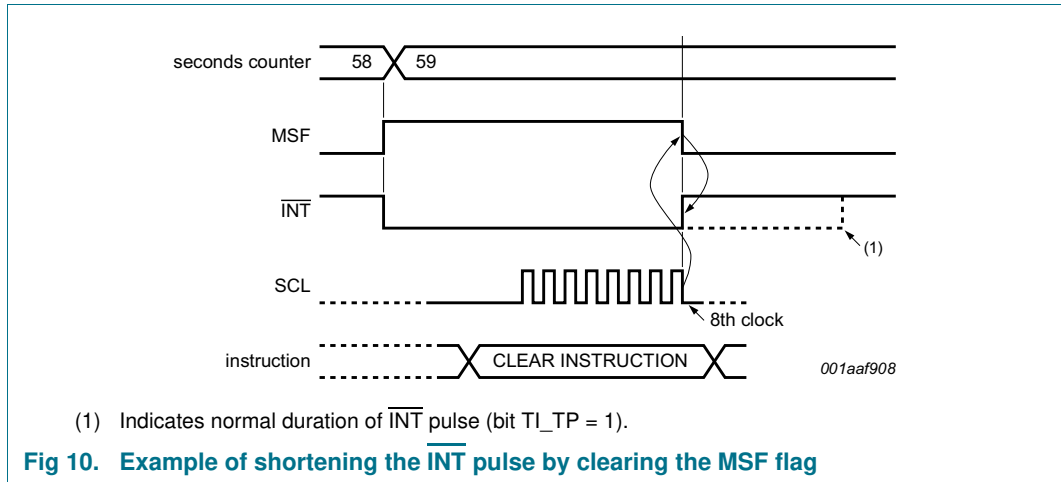 seconds counter 58 59
MSF
INT
(1)
SCL
8th clock
instruction CLEAR INSTRUCTION
001aaf908
(1) Indicates normal duration of INT pulse (bit TI_TP = 1).
Fig 10. Example of shortening the INT pulse by clearing the MSF flag